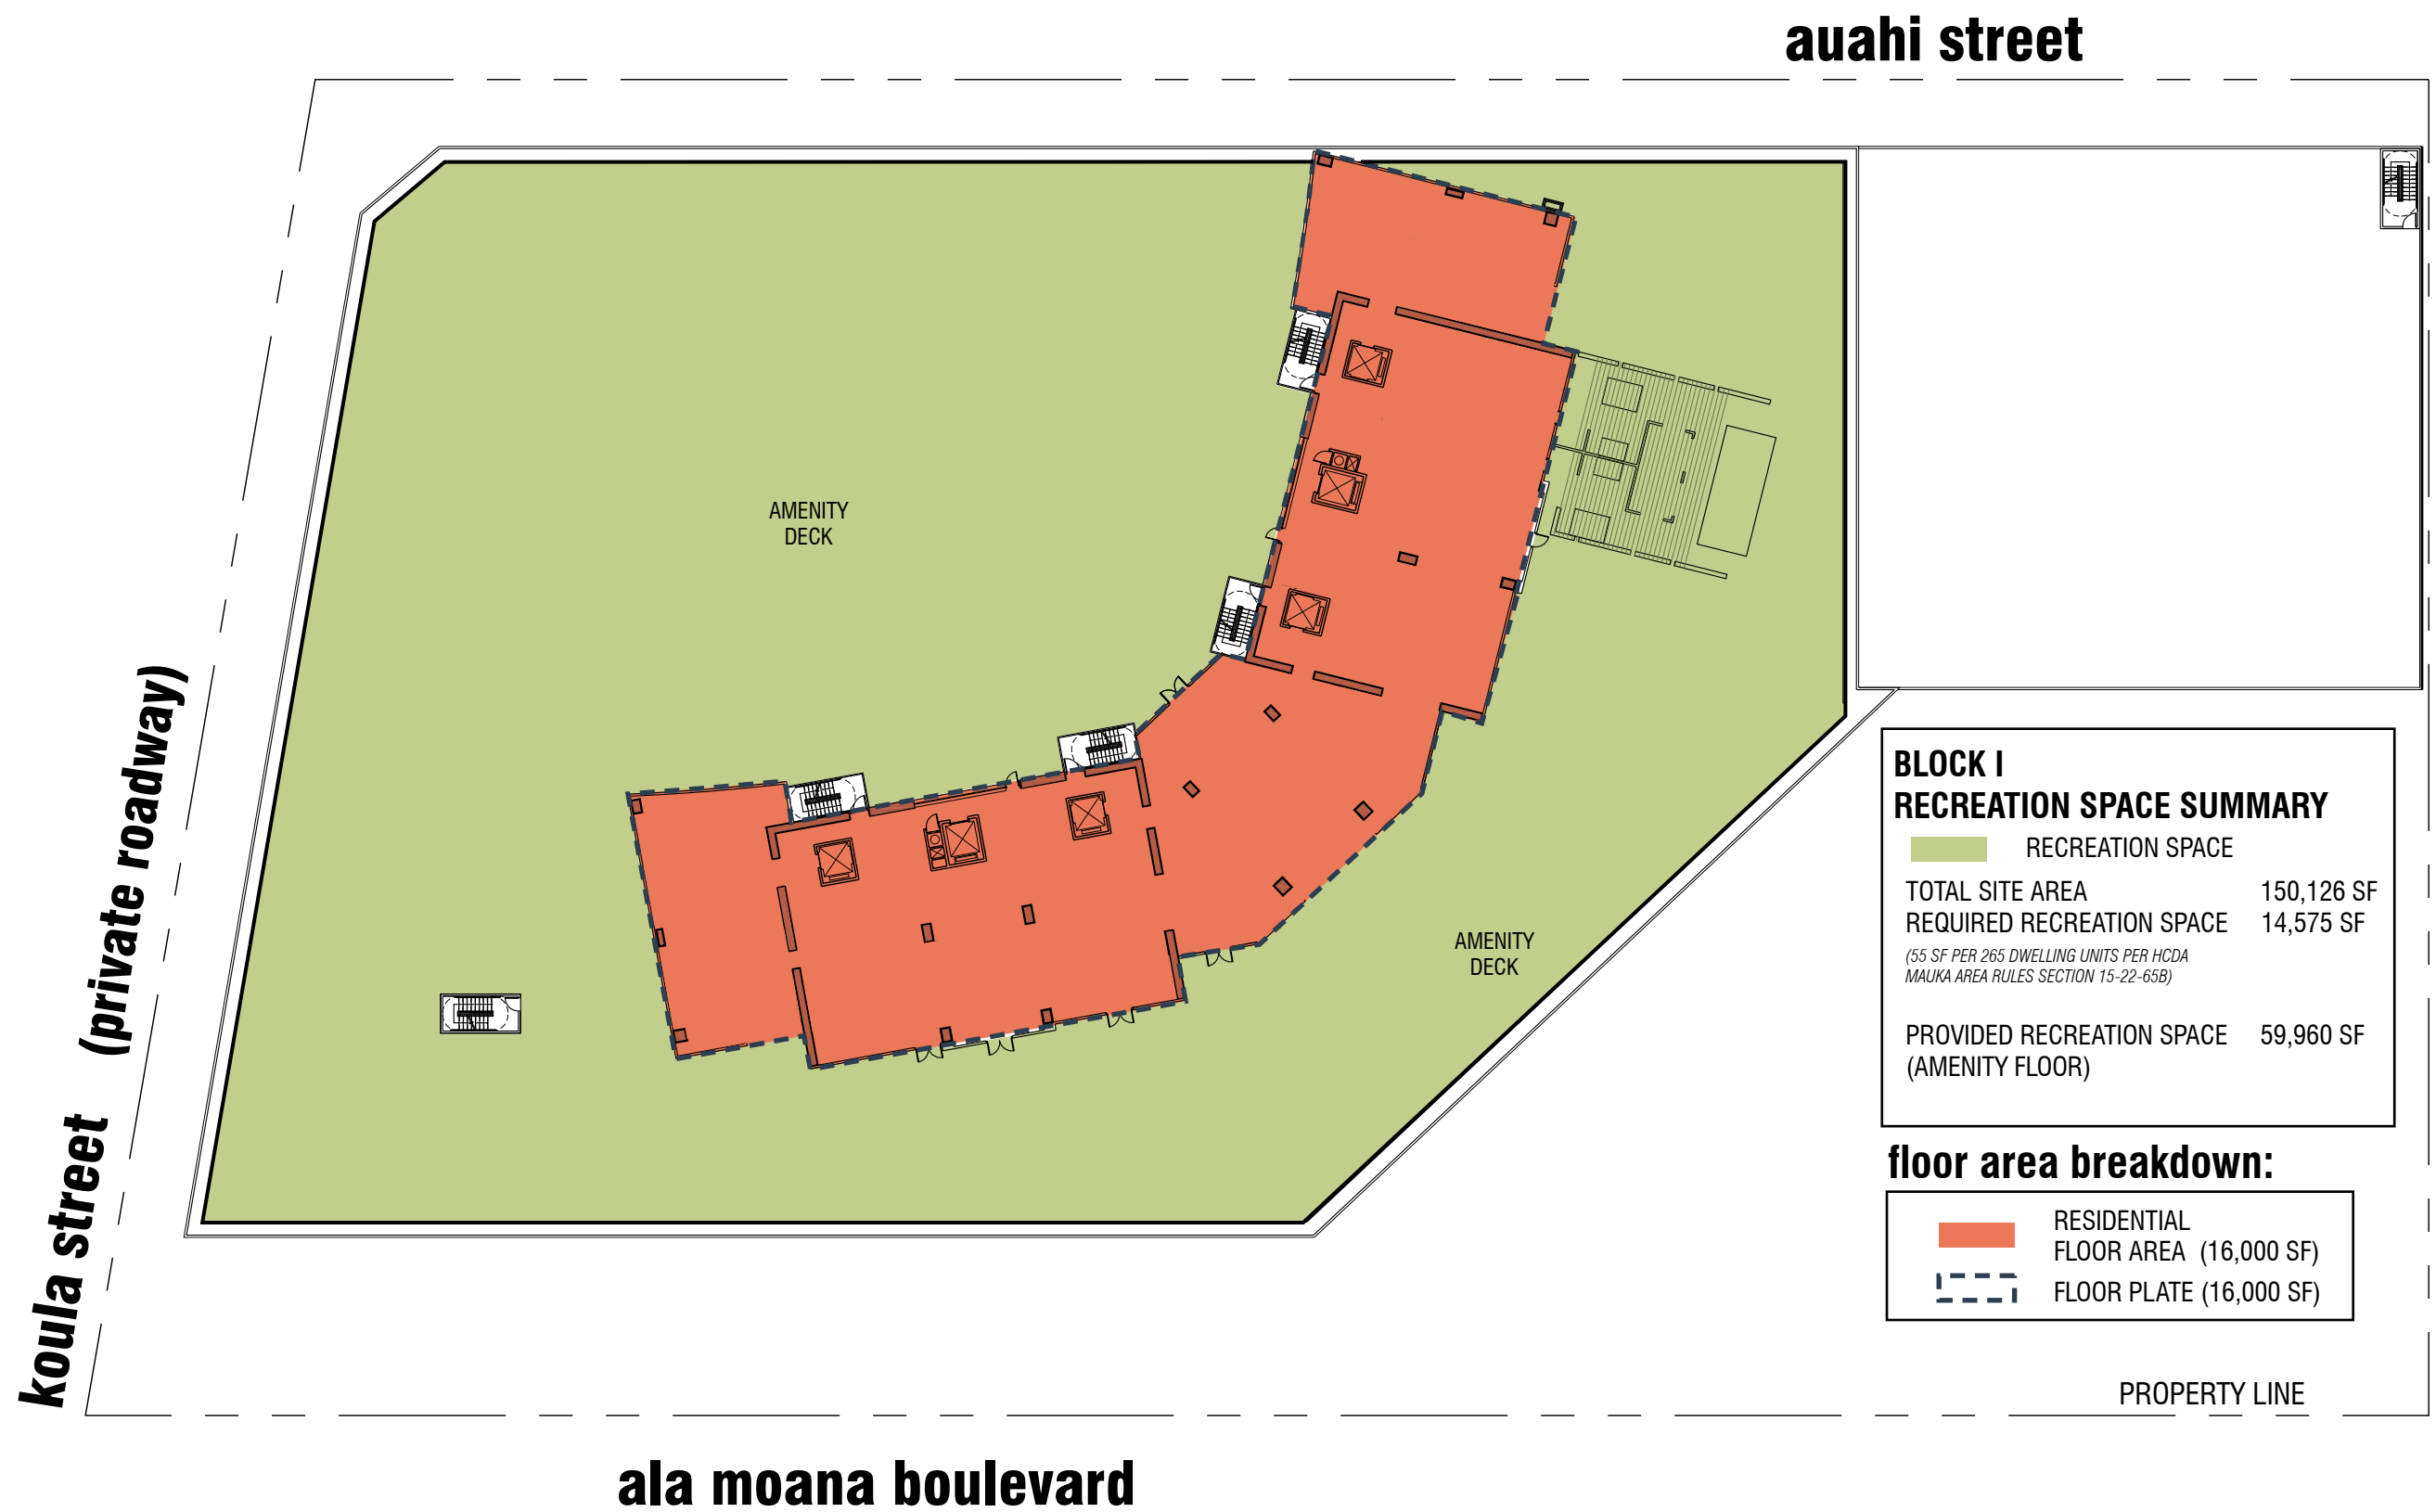 auahi street
AMENITY
DECK
koula street (private roadway)
AMENITY
DECK
BLOCK I
RECREATION SPACE SUMMARY
RECREATION SPACE
TOTAL SITE AREA 150,126 SF
REQUIRED RECREATION SPACE 14,575 SF
(55 SF PER 265 DWELLING UNITS PER HCDA
MAUKA AREA RULES SECTION 15-22-65B)
PROVIDED RECREATION SPACE 59,960 SF
(AMENITY FLOOR)
floor area breakdown:
RESIDENTIAL
FLOOR AREA (16,000 SF)
FLOOR PLATE (16,000 SF)
PROPERTY LINE
ala moana boulevard